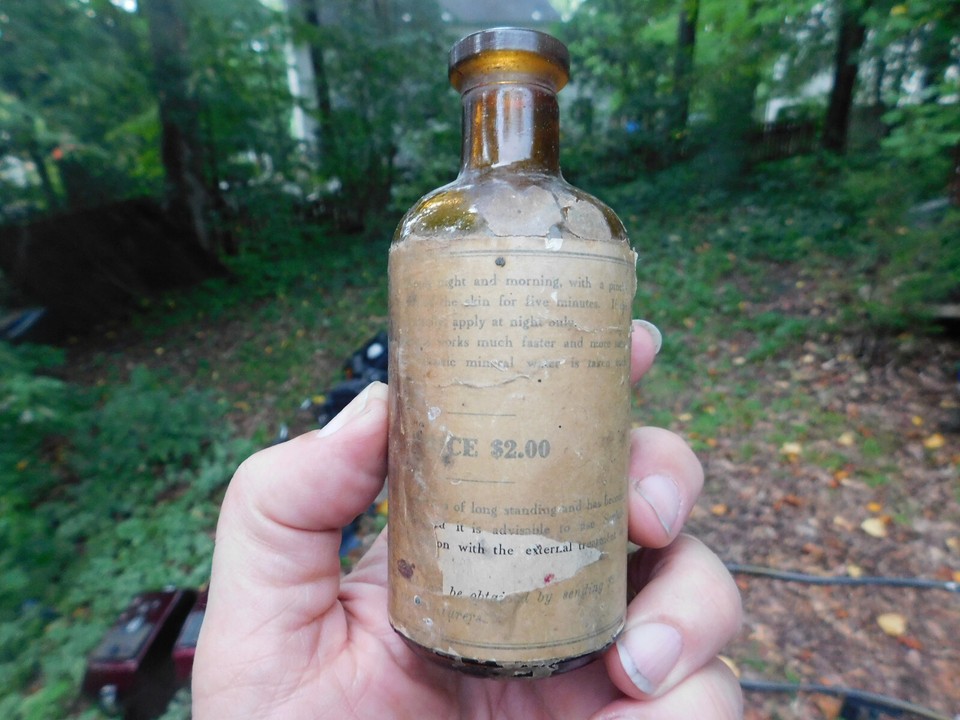 night and morning, with a
the skin for five minutes.
apply at night only.
works much faster and more
mineral water is
CE $2.00
of long standing and has
it is advisable to
on with the external
be obtained by sending